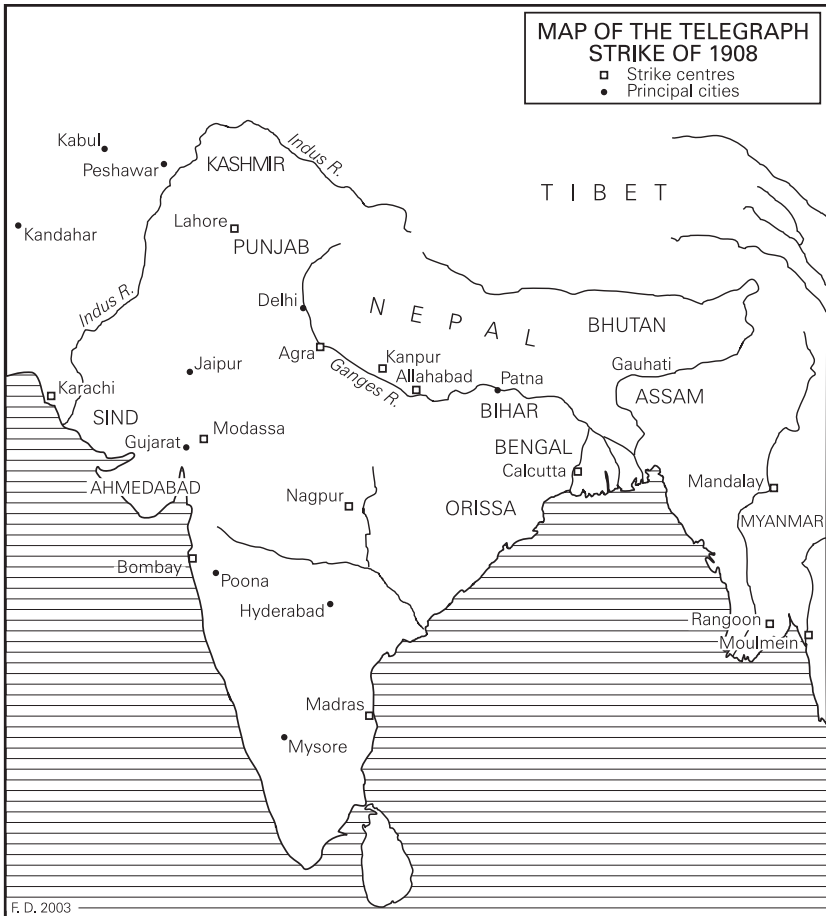 MAP OF THE TELEGRAPH
STRIKE OF 1908
Strike centres
Principal cities
Kabul
Peshawar
Indus R.
KASHMIR
TIBET
Kandahar
Lahore
PUNJAB
Indus R.
Delhi
NEPAL
BHUTAN
Agra
Ganges R.
Kanpur
Allahabad
Patna
Gauhati
ASSAM
Jaipur
Karachi
SIND
BIHAR
Modassa
Gujarat
BENGAL
Calcutta
AHMEDABAD
Nagpur
ORISSA
Mandalay
MYANMAR
Bombay
Poona
Hyderabad
Rangoon
Moulmein
Madras
Mysore
F. D. 2003